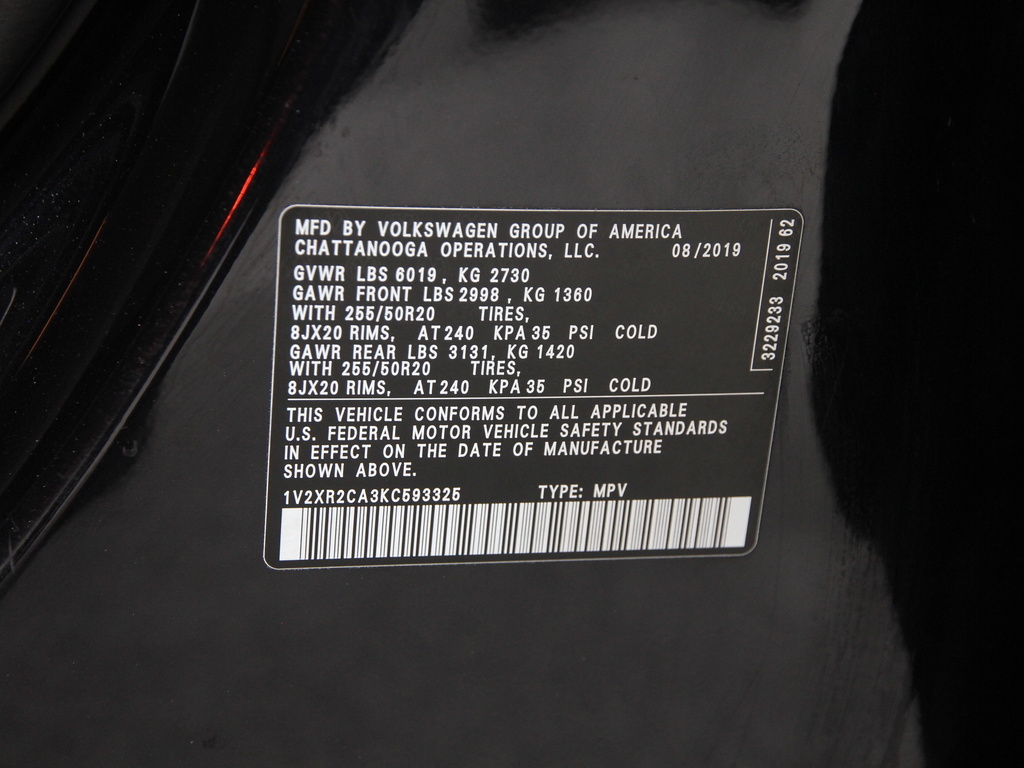 MFD BY VOLKSWAGEN GROUP OF AMERICA
CHATTANOOGA OPERATIONS, LLC. 08/2019
GVWR LBS 6019, KG 2730
GAWR FRONT LBS 2998 , KG 1360
WITH 255/50R20 TIRES,
8JX20 RIMS, AT 240 KPA 35 PSI COLD
GAWR REAR LBS 3131, KG 1420
WITH 255/50R20 TIRES,
8JX20 RIMS, AT 240 KPA 35 PSI COLD
THIS VEHICLE CONFORMS TO ALL APPLICABLE
U.S. FEDERAL MOTOR VEHICLE SAFETY STANDARDS
IN EFFECT ON THE DATE OF MANUFACTURE
SHOWN ABOVE.
1V2XR2CA3KC593325 TYPE: MPV
3229233 2019 62